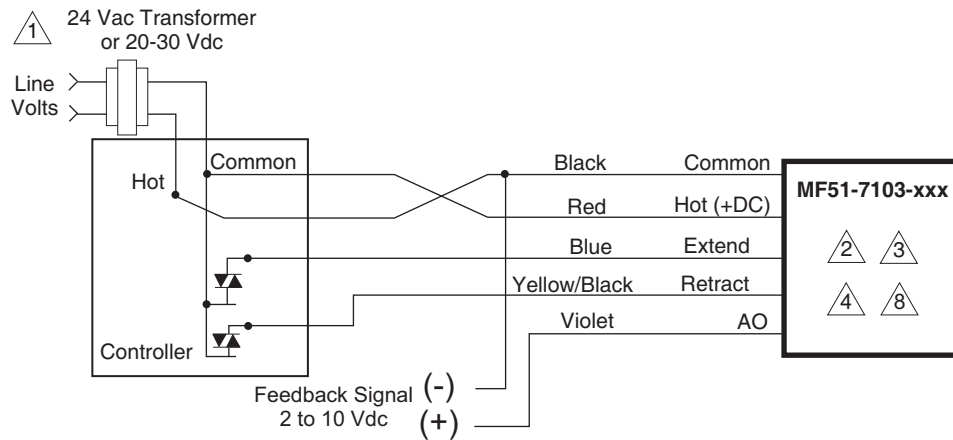 1
24 Vac Transformer
or 20-30 Vdc
Line
Volts
Common
Hot
Controller
Black Common
Red Hot (+DC)
Blue Extend
Yellow/Black Retract
Violet AO
MF51-7103-xxx
2 3
4 8
Feedback Signal (-)
2 to 10 Vdc (+)